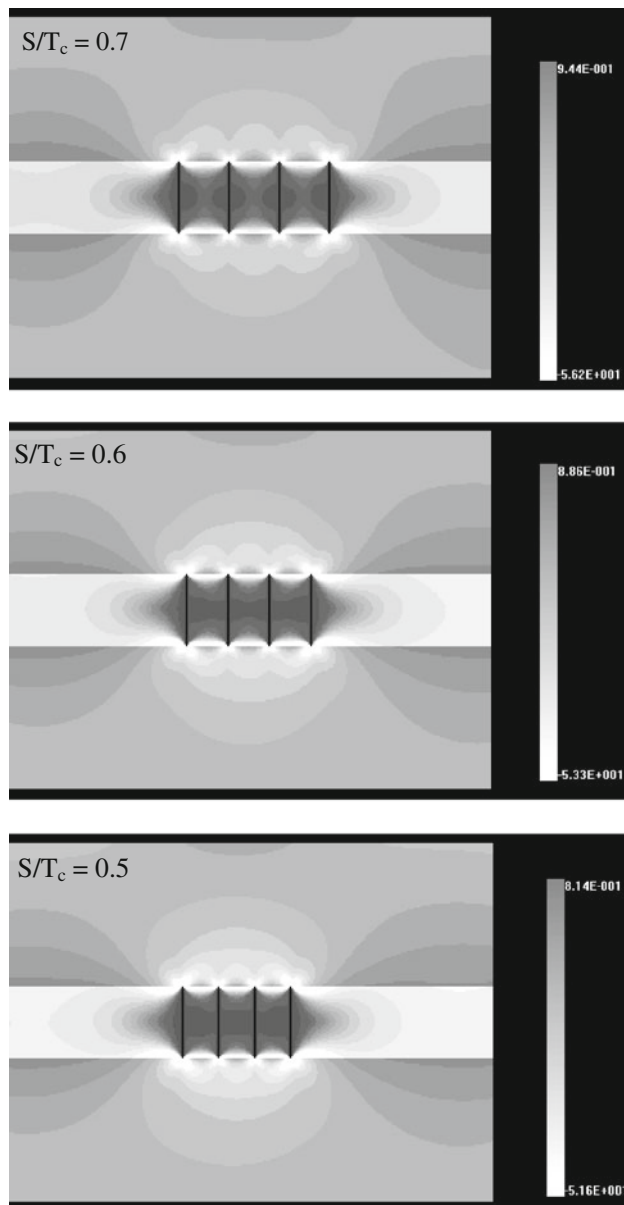 S/Tc = 0.7
9.44E-001
-5.62E+001
S/Tc = 0.6
8.86E-001
-5.33E+001
S/Tc = 0.5
8.14E-001
-5.16E+001